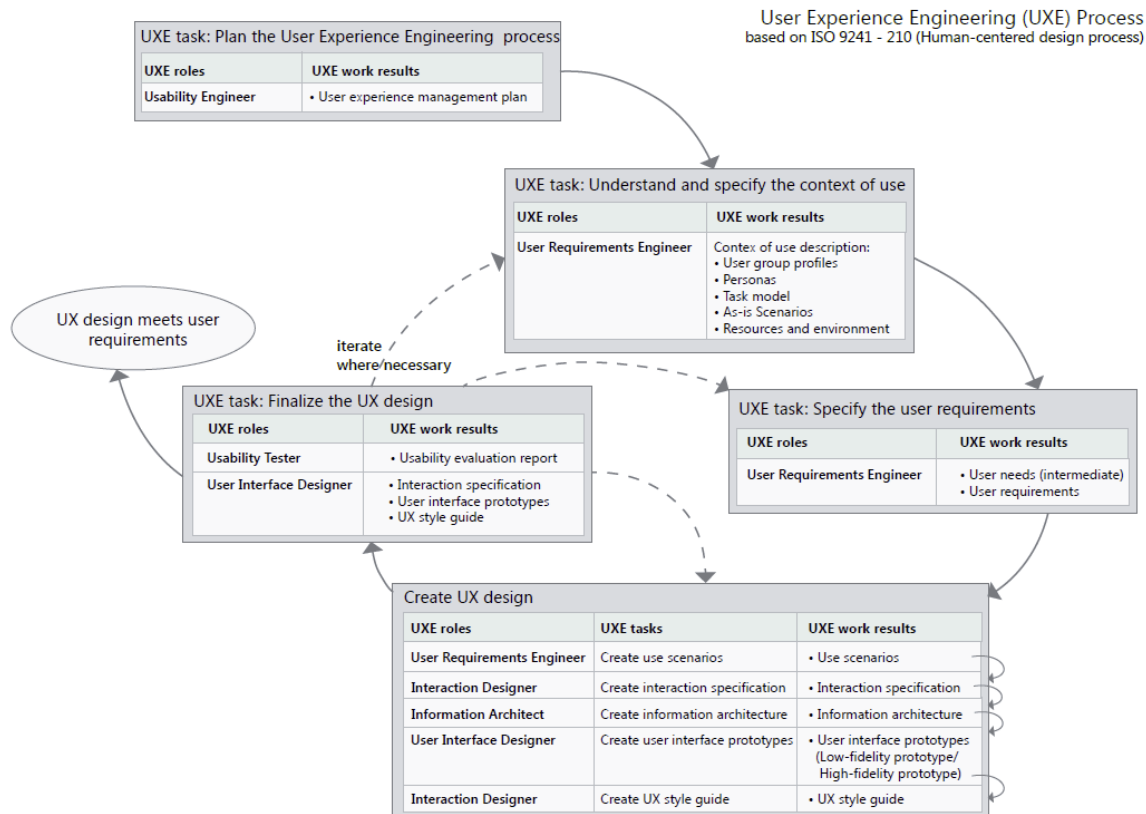 User Experience Engineering (UXE) Process
based on ISO 9241 - 210 (Human-centered design process)
UXE task: Plan the User Experience Engineering process
UXE roles UXE work results
Usability Engineer • User experience management plan
UXE task: Understand and specify the context of use
UXE roles UXE work results
User Requirements Engineer Contex of use description:
• User group profiles
• Personas
• Task model
• As-is Scenarios
• Resources and environment
UX design meets user
requirements
iterate
where necessary
UXE task: Finalize the UX design
UXE roles UXE work results
Usability Tester • Usability evaluation report
User Interface Designer • Interaction specification
• User interface prototypes
• UX style guide
UXE task: Specify the user requirements
UXE roles UXE work results
User Requirements Engineer • User needs (intermediate)
• User requirements
Create UX design
UXE roles UXE tasks UXE work results
User Requirements Engineer Create use scenarios • Use scenarios
Interaction Designer Create interaction specification • Interaction specification
Information Architect Create information architecture • Information architecture
User Interface Designer Create user interface prototypes • User interface prototypes
(Low-fidelity prototype/
High-fidelity prototype)
Interaction Designer Create UX style guide • UX style guide